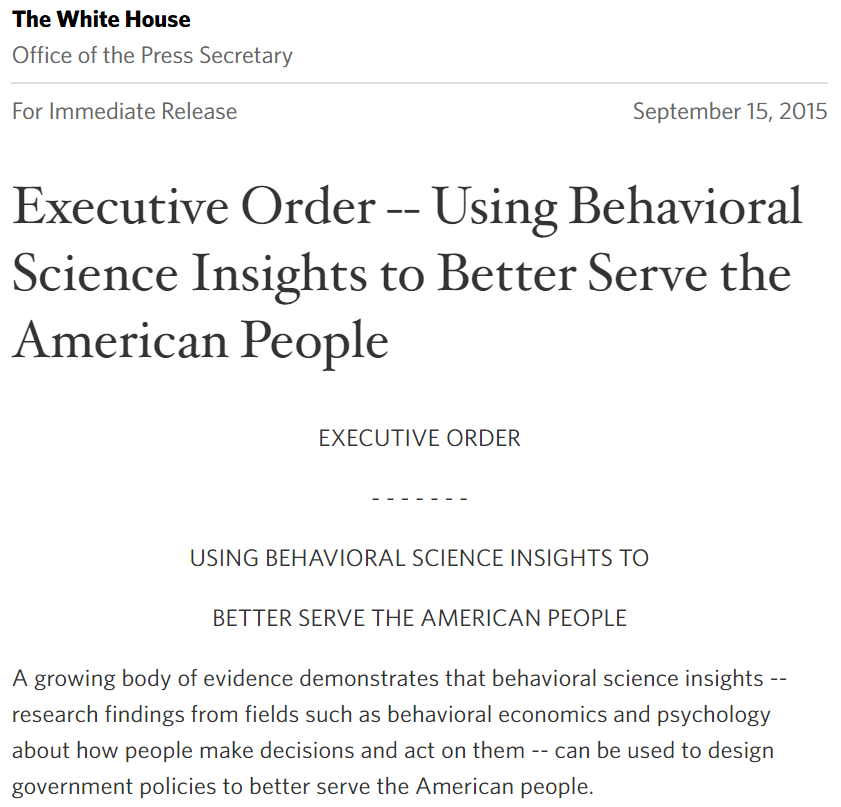 The White House
Office of the Press Secretary
For Immediate Release
September 15, 2015
Executive Order -- Using Behavioral
Science Insights to Better Serve the
American People
EXECUTIVE ORDER
- - - - - - -
USING BEHAVIORAL SCIENCE INSIGHTS TO
BETTER SERVE THE AMERICAN PEOPLE
A growing body of evidence demonstrates that behavioral science insights --
research findings from fields such as behavioral economics and psychology
about how people make decisions and act on them -- can be used to design
government policies to better serve the American people.